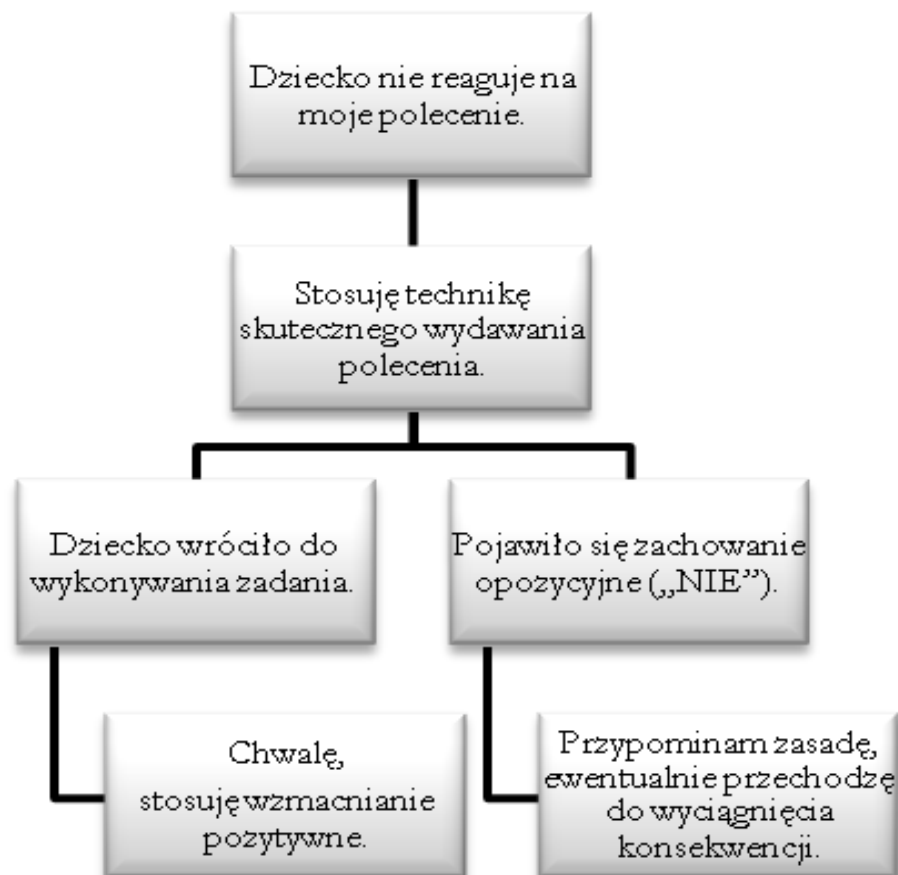 Dziecko nie reaguje na
moje polecenie.
Stosuję technikę
skutecznego wydawania
polecenia.
Dziecko wróciło do
wykonywania zadania.
Pojawiło się zachowanie
opozycyjne („NIE”).
Chwalę,
stosuję wzmacnianie
pozytywne.
Przypominam zasadę,
ewentualnie przechodzę
do wyciągnięcia
konsekwencji.